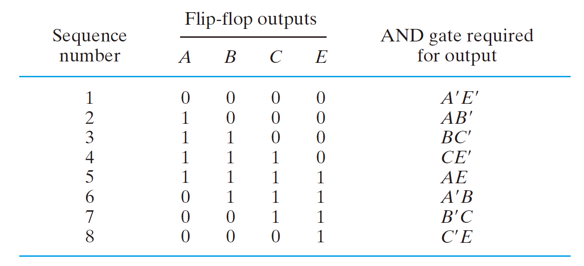 Flip-flop outputs
Sequence number A B C E AND gate required for output
1 0 0 0 0 A'E'
2 1 0 0 0 AB'
3 1 1 0 0 BC'
4 1 1 1 0 CE'
5 1 1 1 1 AE
6 0 1 1 1 A'B
7 0 0 1 1 B'C
8 0 0 0 1 C'E